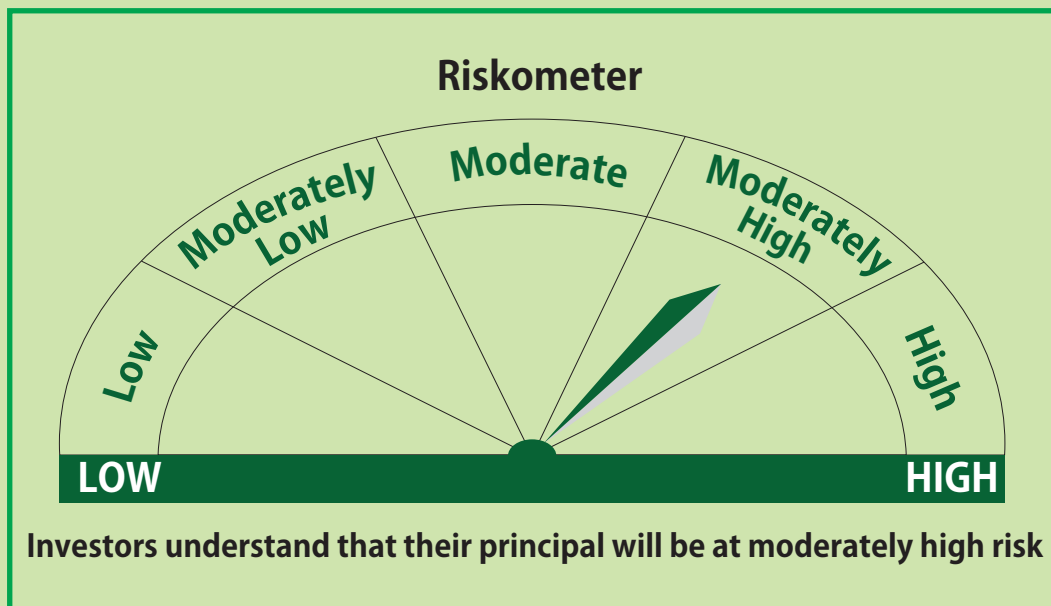 Riskometer
Low
Moderately
Low
Moderate
Moderately
High
High
LOW
HIGH
Investors understand that their principal will be at moderately high risk